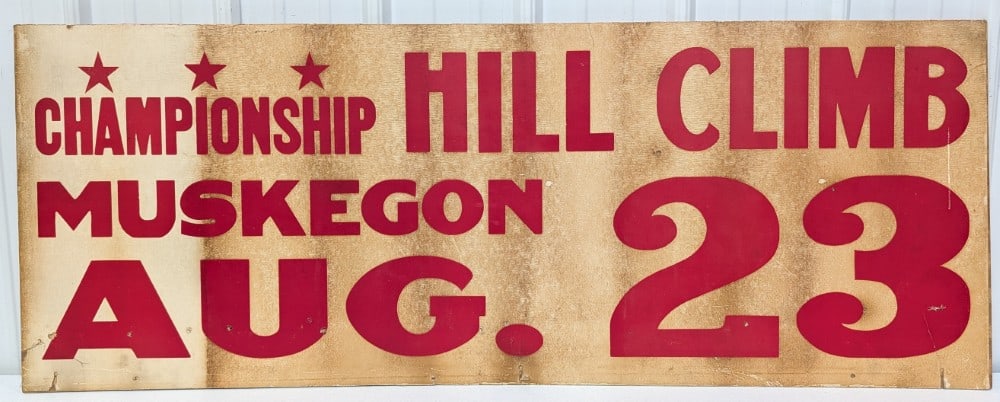 CHAMPIONSHIP HILL CLIMB
MUSKEGON
AUG. 23